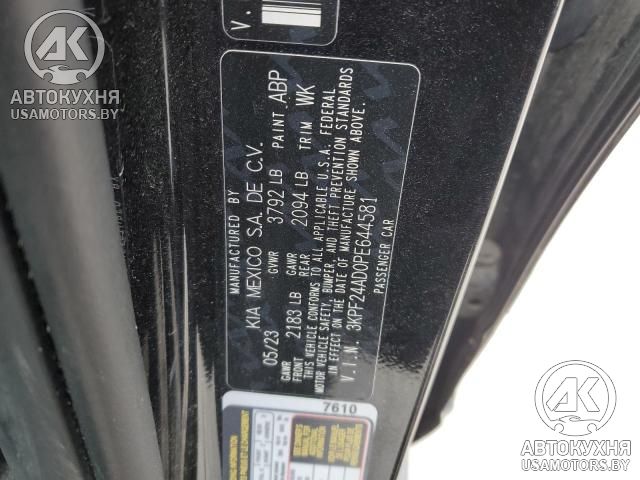 АК
АВТОКУХНЯ
USAMOTORS.BY
V.
MANUFACTURED BY
KIA MEXICO S.A. DE C.V.
05/23 GVWR 3792 LB PAINT ABP
GAWR FRONT 2183 LB GAWR REAR 2094 LB TRIM WK
THIS VEHICLE CONFORMS TO ALL APPLICABLE U.S.A. FEDERAL
MOTOR VEHICLE SAFETY, BUMPER, AND THEFT PREVENTION STANDARDS
IN EFFECT ON THE DATE OF MANUFACTURE SHOWN ABOVE.
V.I.N. 3KPF24AD0PE644581
PASSENGER CAR
7610
АК
АВТОКУХНЯ
USAMOTORS.BY